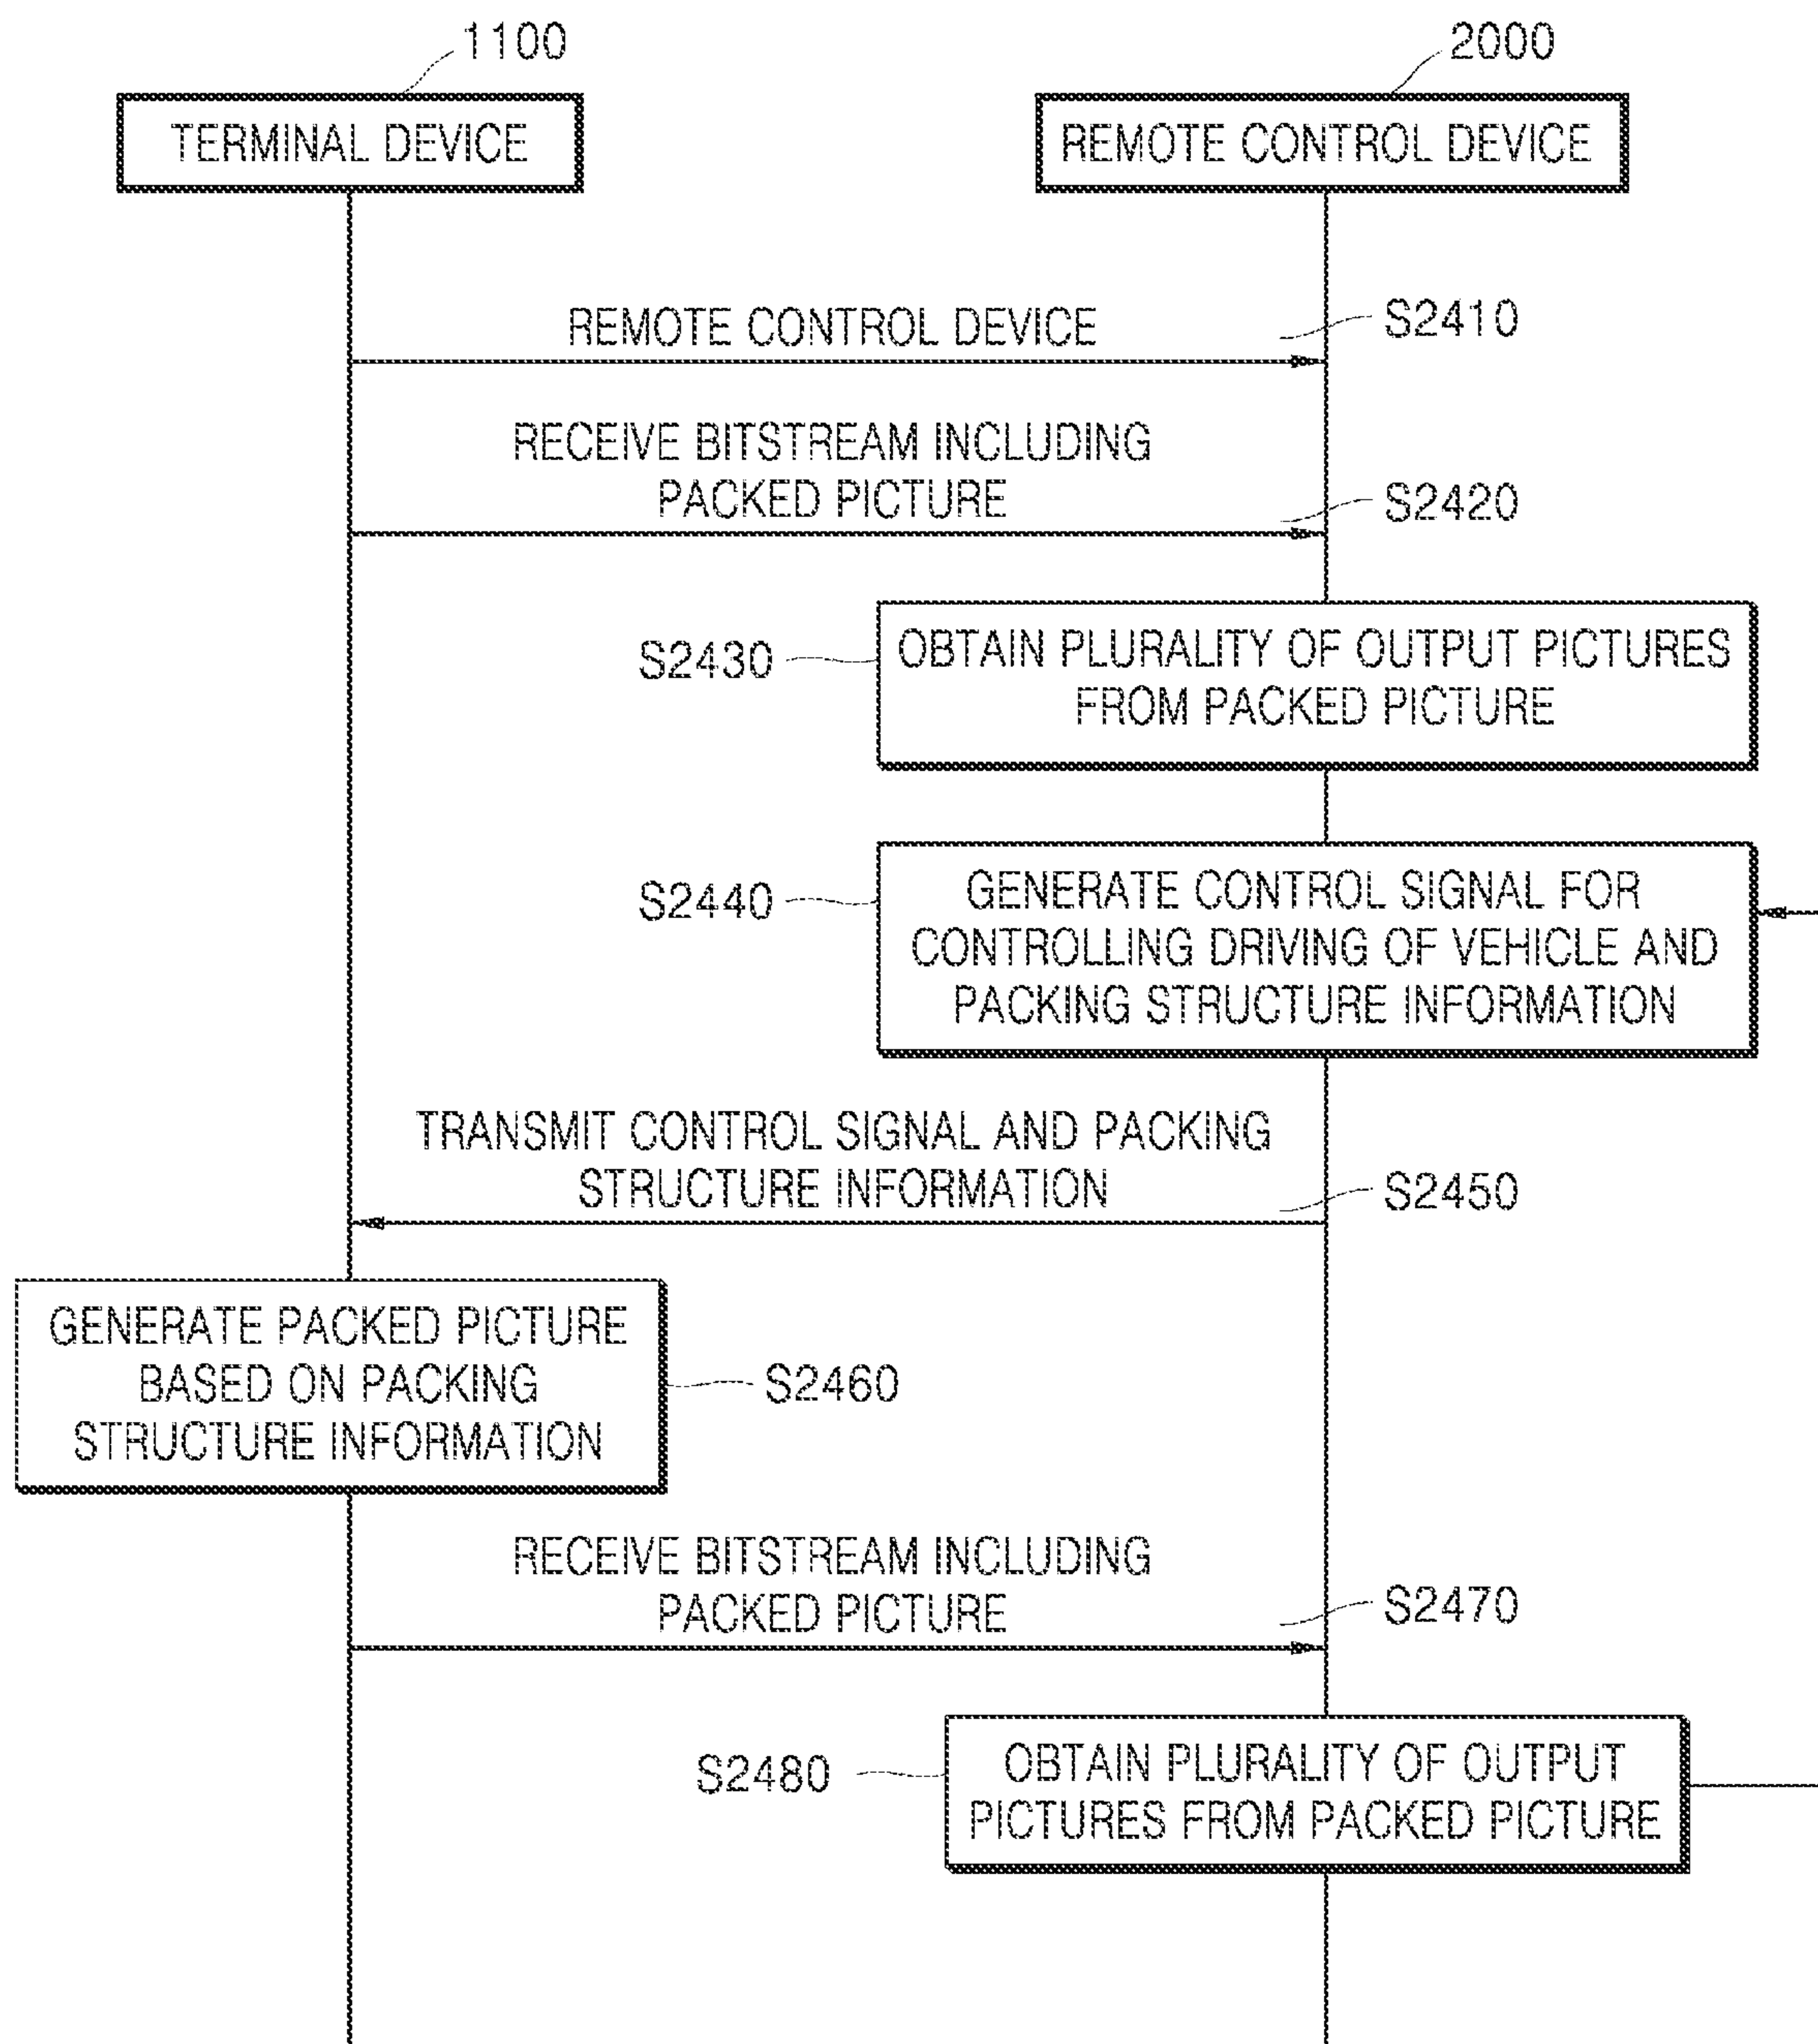 1100
2000
TERMINAL DEVICE
REMOTE CONTROL DEVICE
REMOTE CONTROL DEVICE
S2410
RECEIVE BITSTREAM INCLUDING
PACKED PICTURE
S2420
S2430
OBTAIN PLURALITY OF OUTPUT PICTURES
FROM PACKED PICTURE
S2440
GENERATE CONTROL SIGNAL FOR
CONTROLLING DRIVING OF VEHICLE AND
PACKING STRUCTURE INFORMATION
TRANSMIT CONTROL SIGNAL AND PACKING
STRUCTURE INFORMATION
S2450
GENERATE PACKED PICTURE
BASED ON PACKING
STRUCTURE INFORMATION
S2460
RECEIVE BITSTREAM INCLUDING
PACKED PICTURE
S2470
S2480
OBTAIN PLURALITY OF OUTPUT
PICTURES FROM PACKED PICTURE